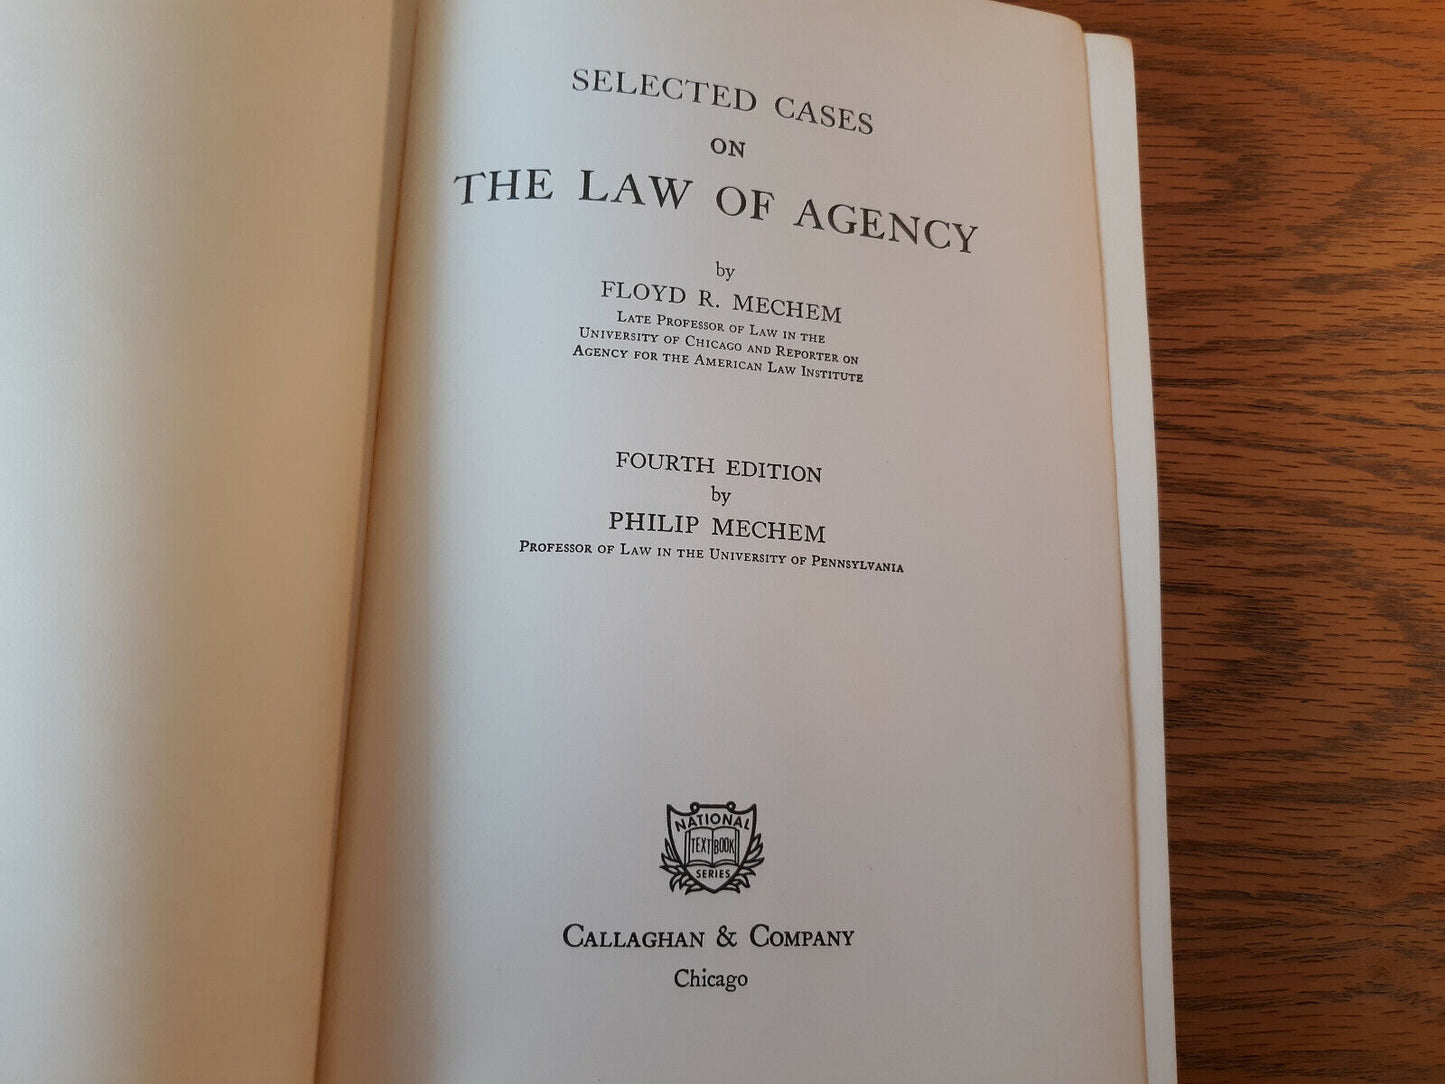 SELECTED CASES
ON
THE LAW OF AGENCY
by
FLOYD R. MECHEM
LATE PROFESSOR OF LAW IN THE
UNIVERSITY OF CHICAGO AND REPORTER ON
AGENCY FOR THE AMERICAN LAW INSTITUTE
FOURTH EDITION
by
PHILIP MECHEM
PROFESSOR OF LAW IN THE UNIVERSITY OF PENNSYLVANIA
NATIONAL
TEXT BOOK
SERIES
CALLAGHAN & COMPANY
Chicago